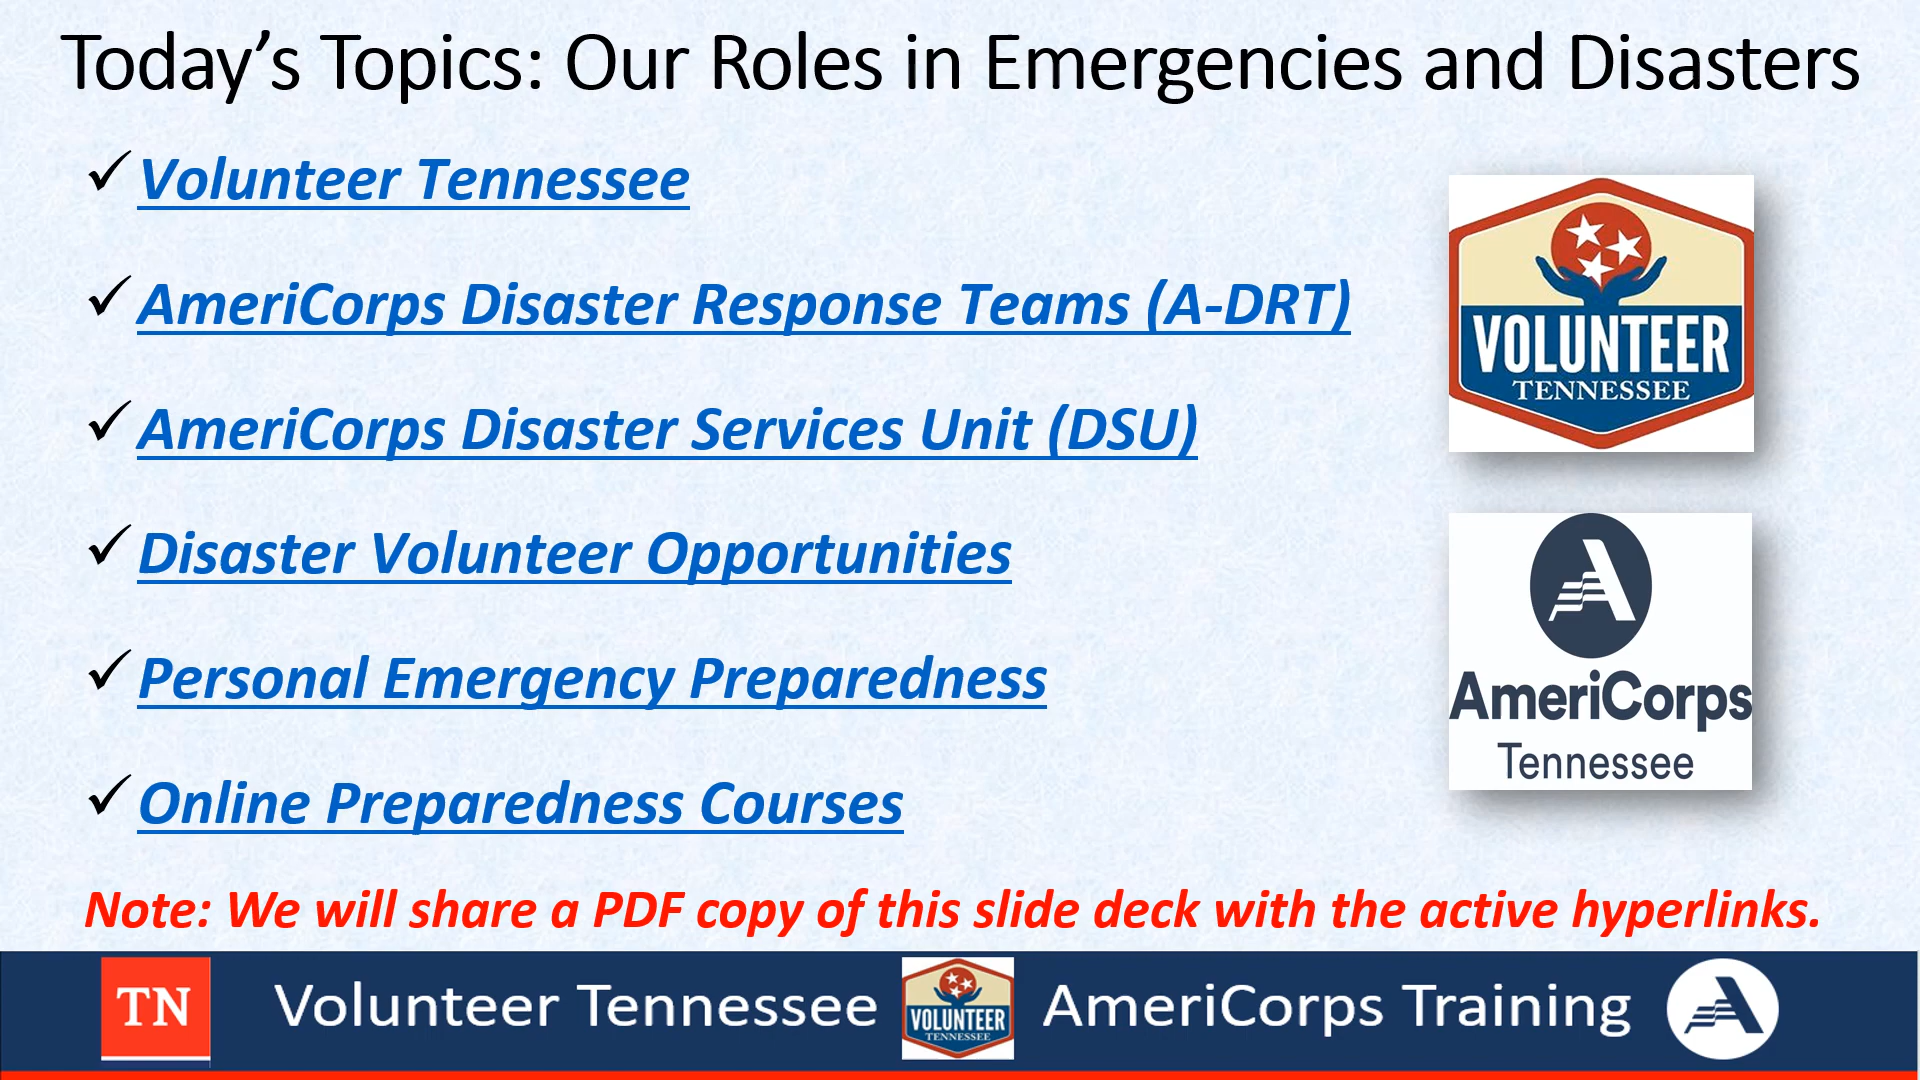 Today’s Topics: Our Roles in Emergencies and Disasters
Volunteer Tennessee
AmeriCorps Disaster Response Teams (A-DRT)
AmeriCorps Disaster Services Unit (DSU)
Disaster Volunteer Opportunities
Personal Emergency Preparedness
Online Preparedness Courses
VOLUNTEER
TENNESSEE
AmeriCorps
Tennessee
Note: We will share a PDF copy of this slide deck with the active hyperlinks.
TN
Volunteer Tennessee
VOLUNTEER
TENNESSEE
AmeriCorps Training